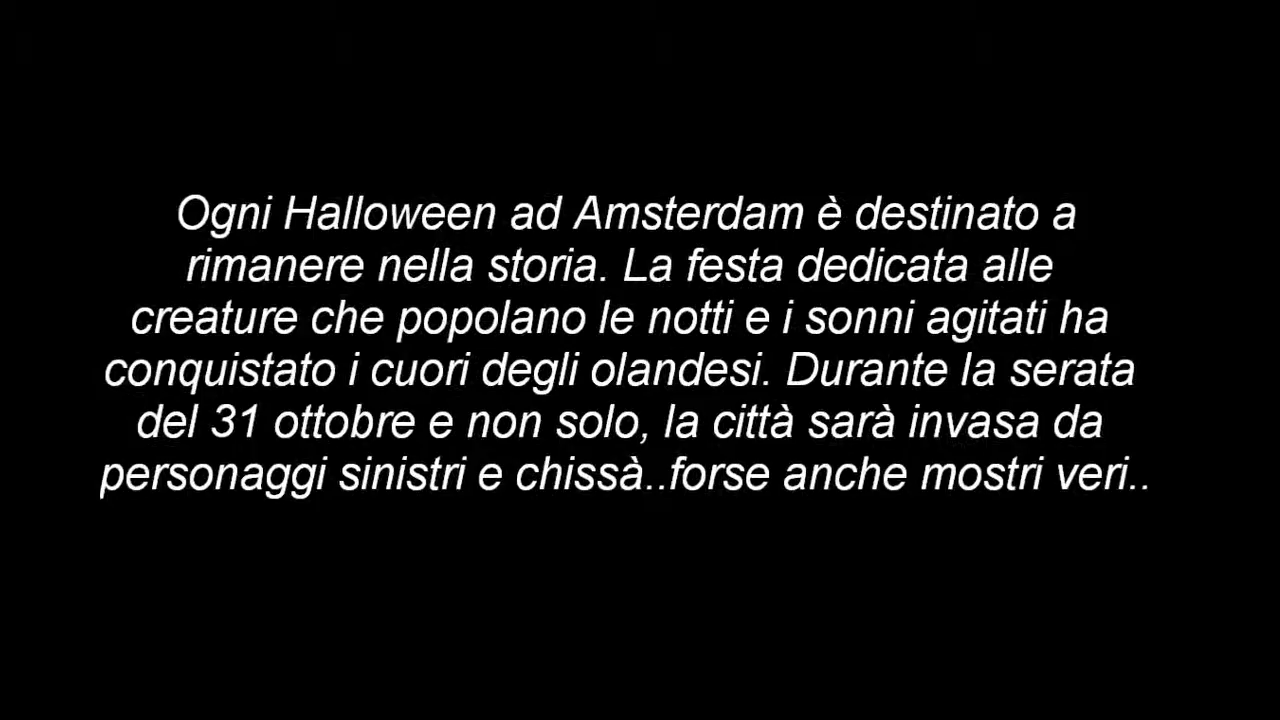 Ogni Halloween ad Amsterdam è destinato a
rimanere nella storia. La festa dedicata alle
creature che popolano le notti e i sonni agitati ha
conquistato i cuori degli olandesi. Durante la serata
del 31 ottobre e non solo, la città sarà invasa da
personaggi sinistri e chissà..forse anche mostri veri..